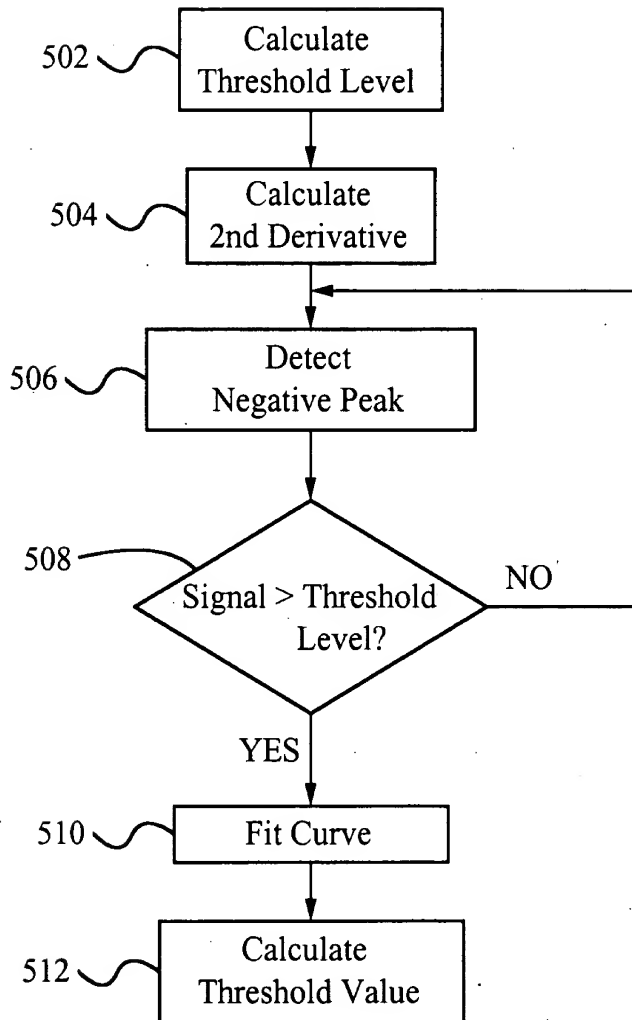 502
Calculate
Threshold Level
504
Calculate
2nd Derivative
506
Detect
Negative Peak
508
Signal > Threshold
Level?
NO
YES
510
Fit Curve
512
Calculate
Threshold Value